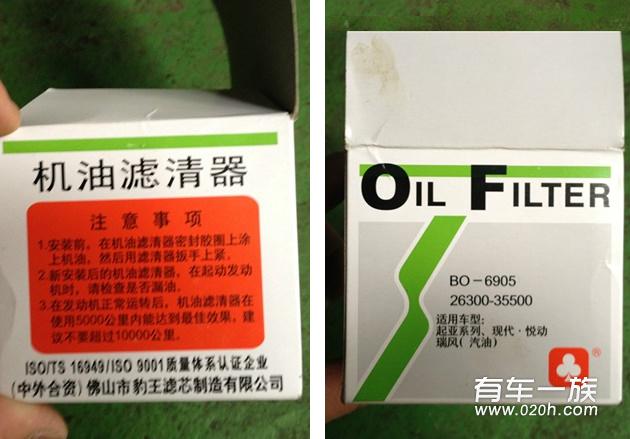 机油滤清器
注意事项
1.安装前，在机油滤清器密封胶圈上涂
上机油，然后用滤清器扳手上紧。
2.新安装后的机油滤清器，在起动发动
机时，请检查是否漏油。
3.在发动机正常运转后，机油滤清器在
使用5000公里内能达到最佳效果，建
议不要超过10000公里。
ISO/TS 16949/ISO 9001质量体系认证企业
(中外合资)佛山市豹王滤芯制造有限公司
OIL FILTER
BO-6905
26300-35500
适用车型:
起亚系列、现代·悦动
瑞风（汽油）
®
有车一族
www.020h.com